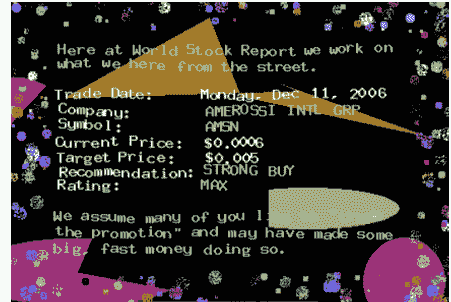 Here at World Stock Report we work on
what we here from the street.
Trade Date: Monday, Dec 11, 2006
Company: AMEROSSI INTL GRP
Symbol: AMSN
Current Price: $0.0006
Target Price: $0.005
Recommendation: STRONG BUY
Rating: MAX
We assume many of you
the promotion" and may have made some
big, fast money doing so.